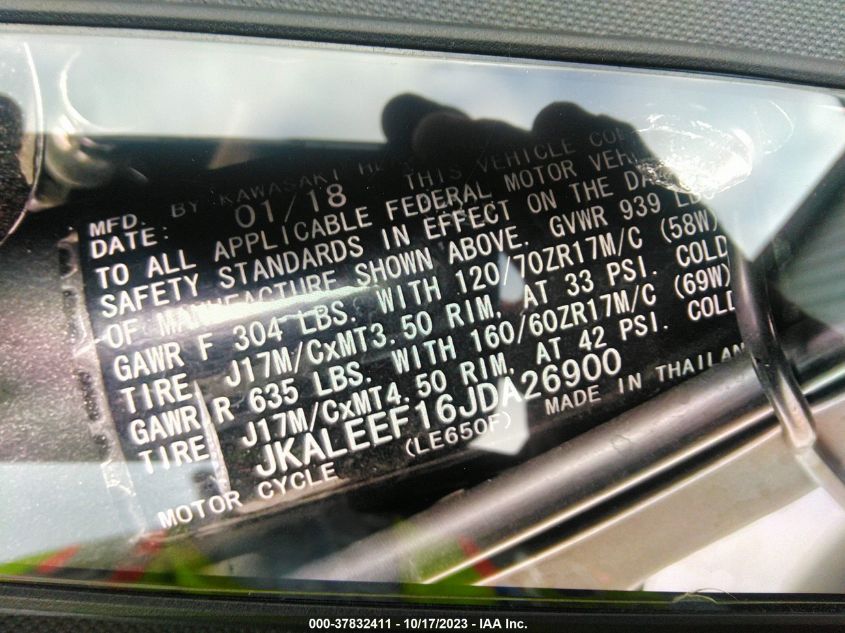 MFD. BY KAWASAKI
DATE: 01/18 THIS VEHICLE
TO ALL APPLICABLE FEDERAL MOTOR
SAFETY STANDARDS IN EFFECT ON THE
OF MANUFACTURE SHOWN ABOVE. GVWR 939
GAWR F 304 LBS. WITH 120/70ZR17M/C (58W)
TIRE, J17M/CxMT3.50 RIM, AT 33 PSI. COLD
GAWR R 635 LBS. WITH 160/60ZR17M/C (69W)
TIRE, J17M/CxMT4.50 RIM, AT 42 PSI. COLD
JKALEEF16JDA26900
MOTOR CYCLE (LE650F) MADE IN THAILAN
000-37832411 - 10/17/2023 - IAA Inc.